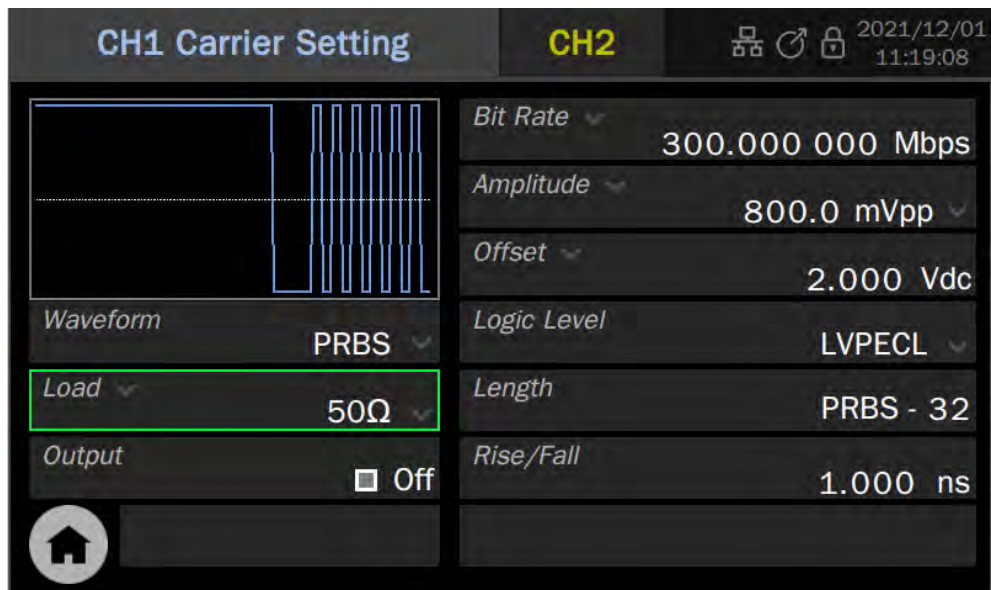 CH1 Carrier Setting
CH2
2021/12/01
11:19:08
Bit Rate
300.000 000 Mbps
Amplitude
800.0 mVpp
Offset
2.000 Vdc
Waveform
PRBS
Logic Level
LVPECL
Load
50Ω
Length
PRBS - 32
Output
Off
Rise/Fall
1.000 ns